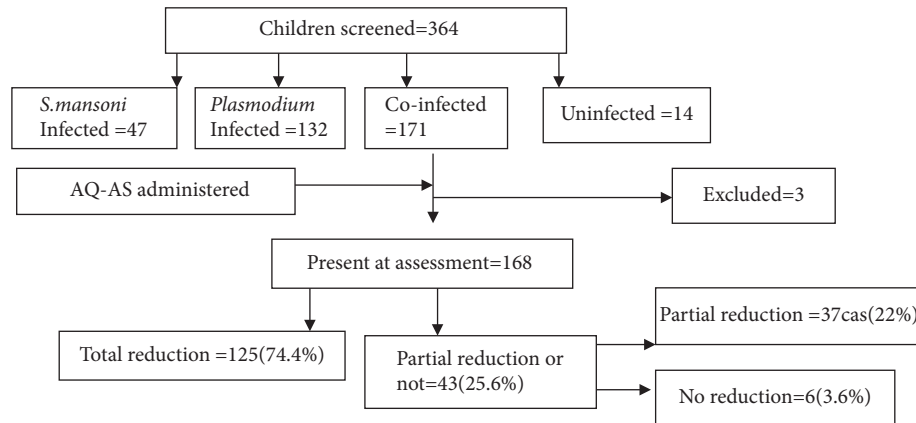 Children screened=364
S.mansoni
Infected =47
Plasmodium
Infected =132
Co-infected
=171
Uninfected =14
AQ-AS administered
Excluded=3
Present at assessment=168
Partial reduction =37cas(22%)
Total reduction =125(74.4%)
Partial reduction or
not=43(25.6%)
No reduction=6(3.6%)